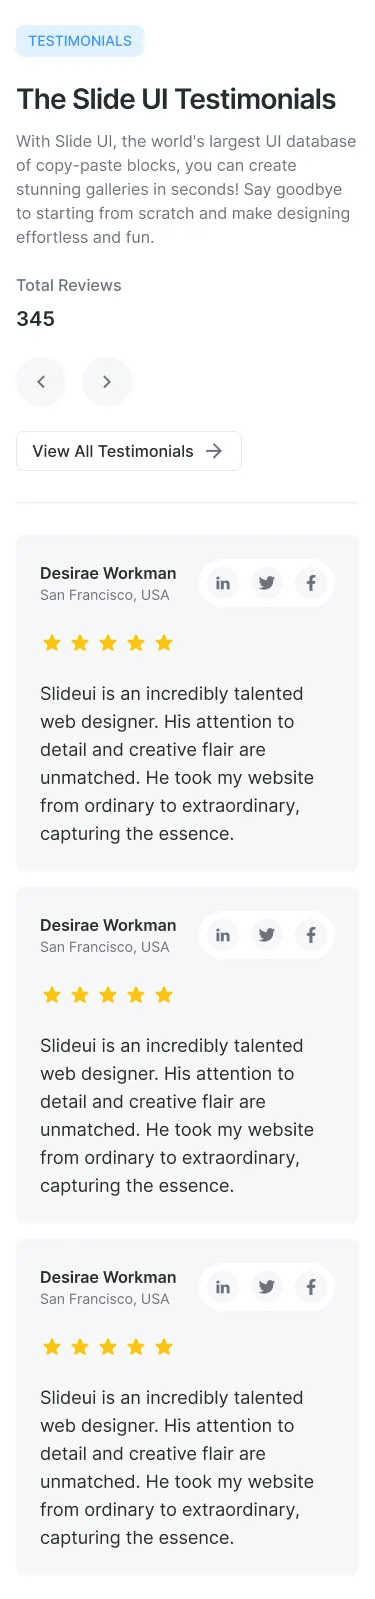 TESTIMONIALS
The Slide UI Testimonials
With Slide UI, the world's largest UI database
of copy-paste blocks, you can create
stunning galleries in seconds! Say goodbye
to starting from scratch and make designing
effortless and fun.
Total Reviews
345
View All Testimonials
Desirae Workman
San Francisco, USA
Slideui is an incredibly talented
web designer. His attention to
detail and creative flair are
unmatched. He took my website
from ordinary to extraordinary,
capturing the essence.
Desirae Workman
San Francisco, USA
Slideui is an incredibly talented
web designer. His attention to
detail and creative flair are
unmatched. He took my website
from ordinary to extraordinary,
capturing the essence.
Desirae Workman
San Francisco, USA
Slideui is an incredibly talented
web designer. His attention to
detail and creative flair are
unmatched. He took my website
from ordinary to extraordinary,
capturing the essence.